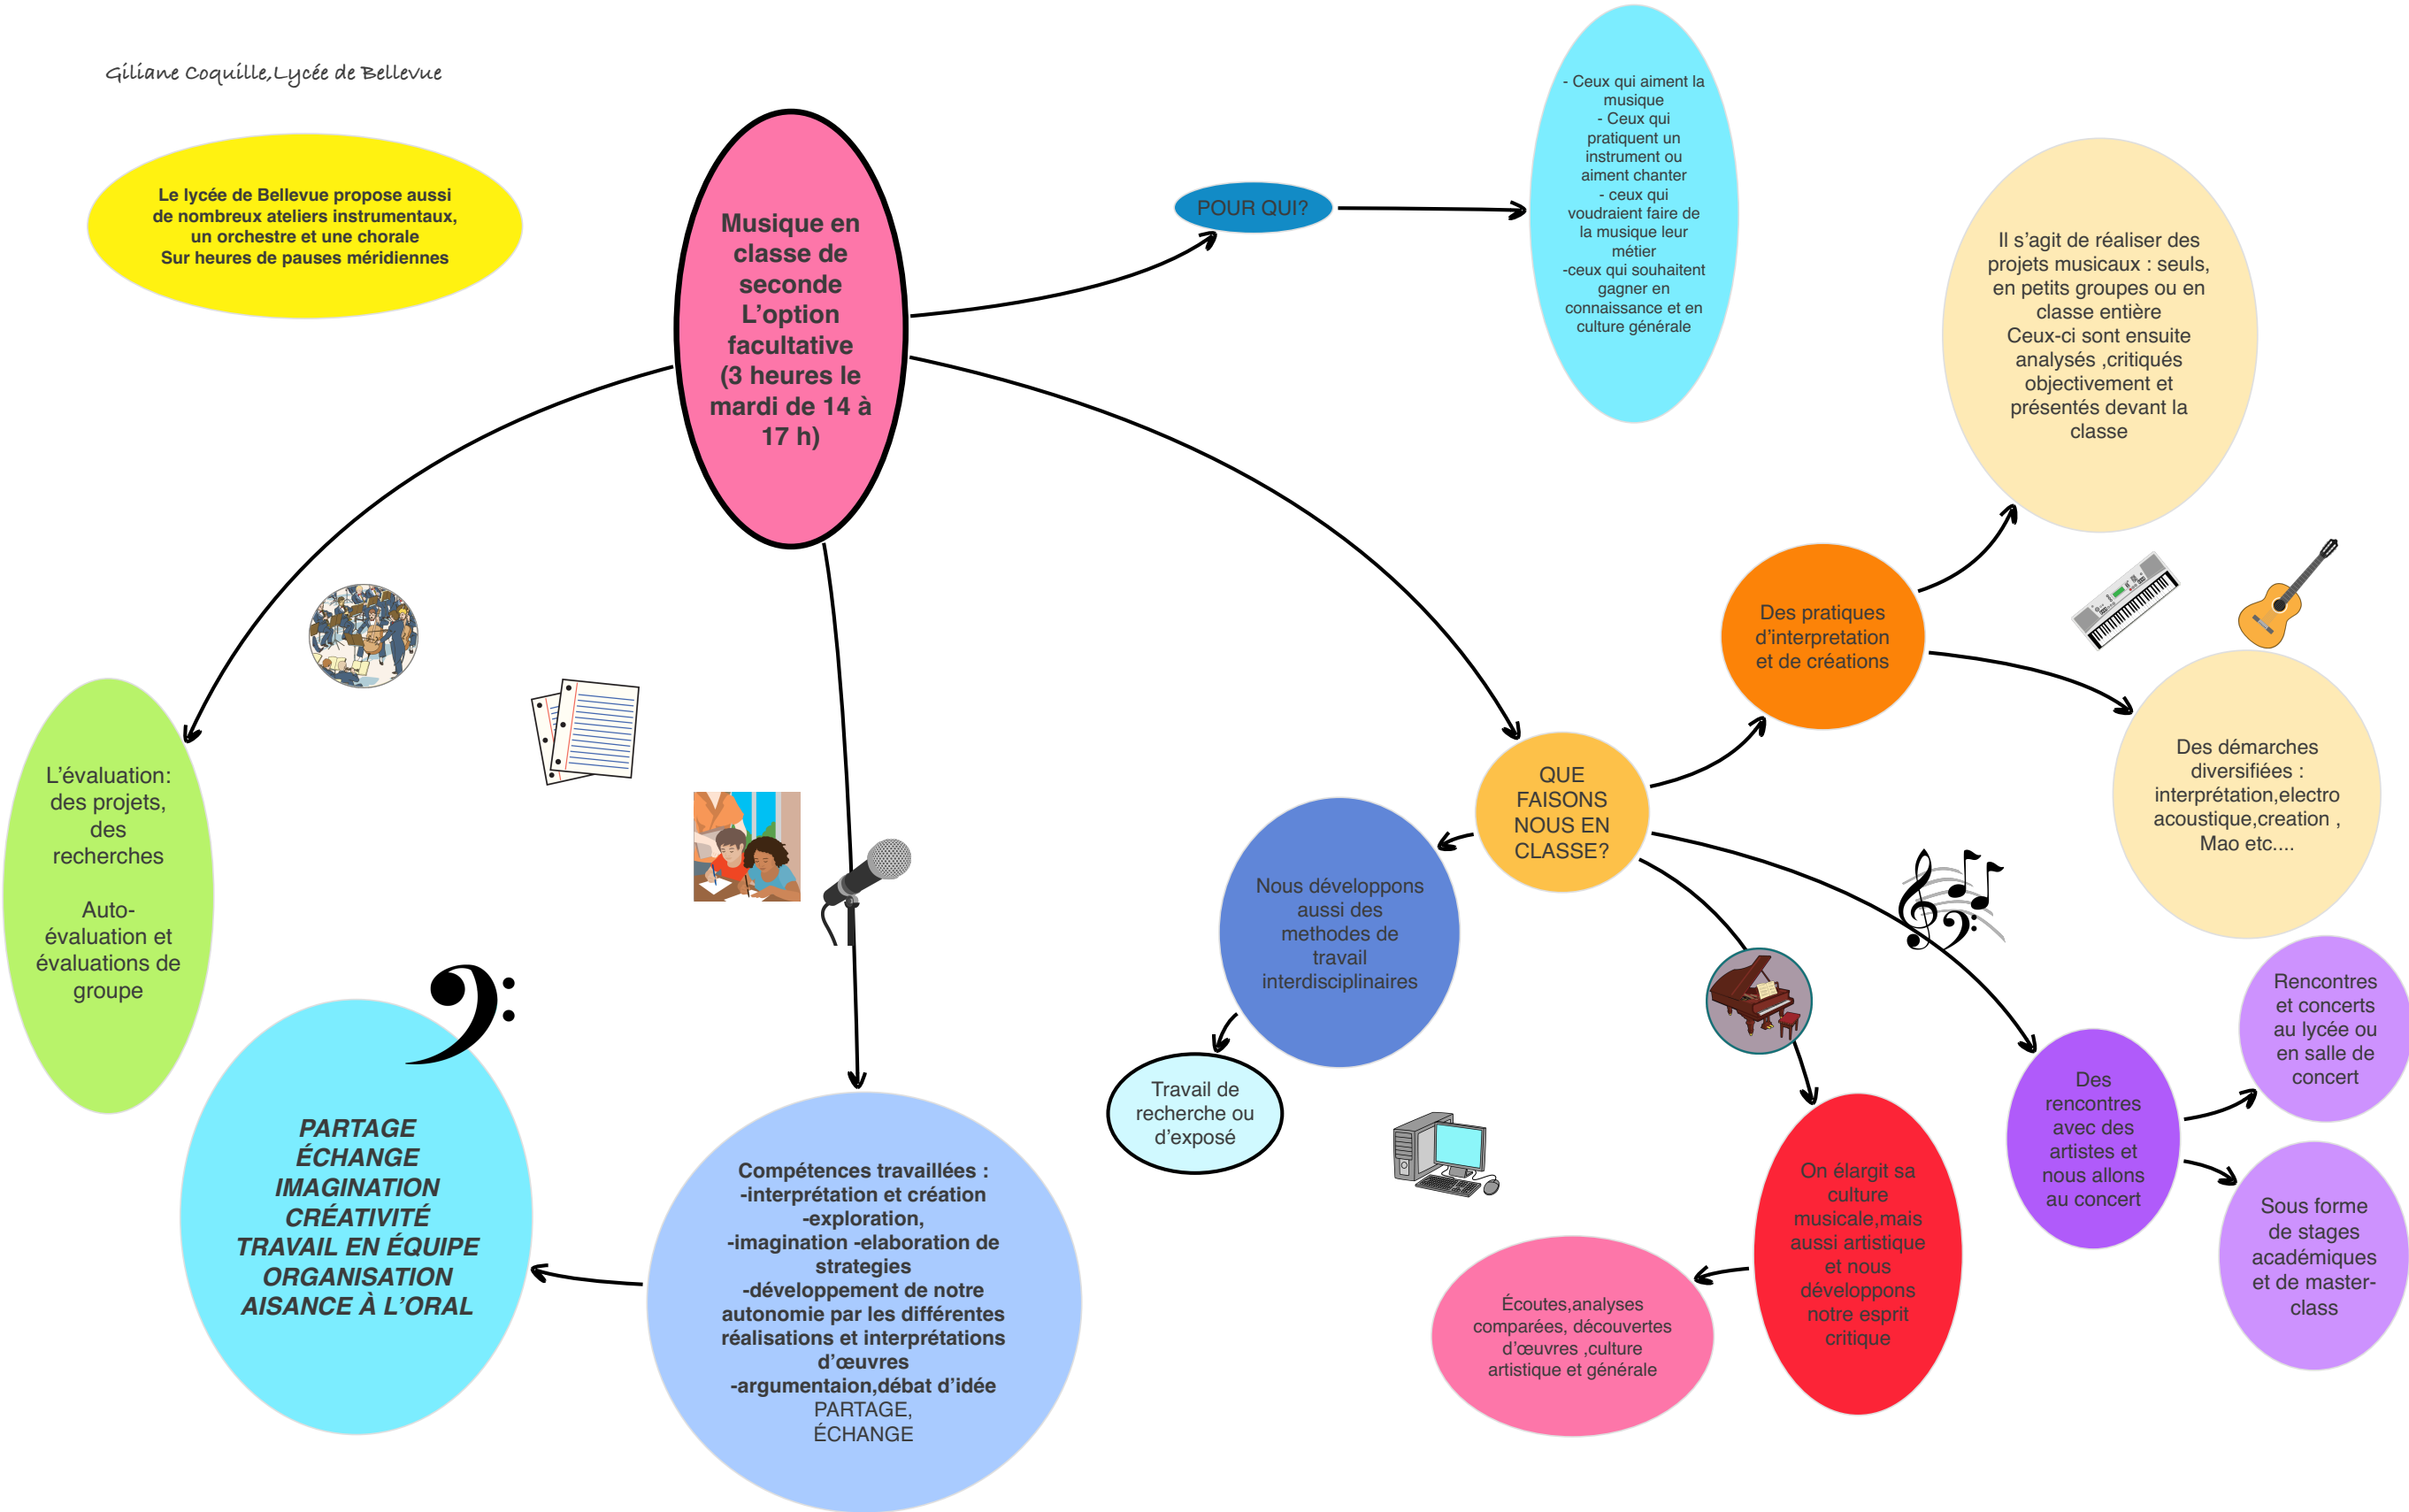 Giliane Coquille,Lycée de Bellevue
Le lycée de Bellevue propose aussi
de nombreux ateliers instrumentaux,
un orchestre et une chorale
Sur heures de pauses méridiennes
Musique en
classe de
seconde
L'option
facultative
(3 heures le
mardi de 14 à
17 h)
POUR QUI?
- Ceux qui aiment la
musique
- Ceux qui
pratiquent un
instrument ou
aiment chanter
- ceux qui
voudraient faire de
la musique leur
métier
-ceux qui souhaitent
gagner en
connaissance et en
culture générale
Il s'agit de réaliser des
projets musicaux : seuls,
en petits groupes ou en
classe entière
Ceux-ci sont ensuite
analysés ,critiqués
objectivement et
présentés devant la
classe
Des pratiques
d'interpretation
et de créations
Des démarches
diversifiées :
interprétation,electro
acoustique,creation ,
Mao etc....
QUE
FAISONS
NOUS EN
CLASSE?
Nous développons
aussi des
methodes de
travail
interdisciplinaires
Travail de
recherche ou
d'exposé
L'évaluation:
des projets,
des
recherches
Auto-
évaluation et
évaluations de
groupe
PARTAGE
ÉCHANGE
IMAGINATION
CRÉATIVITÉ
TRAVAIL EN ÉQUIPE
ORGANISATION
AISANCE À L'ORAL
Compétences travaillées :
-interprétation et création
-exploration,
-imagination -elaboration de
strategies
-développement de notre
autonomie par les différentes
réalisations et interprétations
d'œuvres
-argumentaion,débat d'idée
PARTAGE,
ÉCHANGE
On élargit sa
culture
musicale,mais
aussi artistique
et nous
développons
notre esprit
critique
Écoutes,analyses
comparées, découvertes
d'œuvres ,culture
artistique et générale
Des
rencontres
avec des
artistes et
nous allons
au concert
Rencontres
et concerts
au lycée ou
en salle de
concert
Sous forme
de stages
académiques
et de master-
class